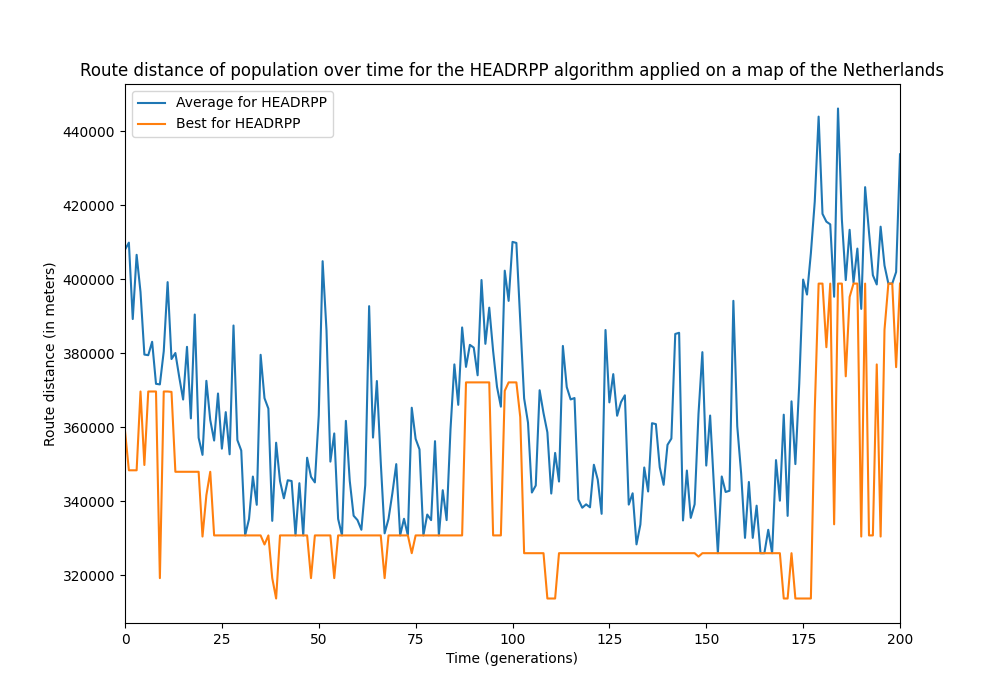 Route distance of population over time for the HEADRPP algorithm applied on a map of the Netherlands
Average for HEADRPP
Best for HEADRPP
440000
420000
400000
380000
360000
340000
320000
Route distance (in meters)
0 25 50 75 100 125 150 175 200
Time (generations)